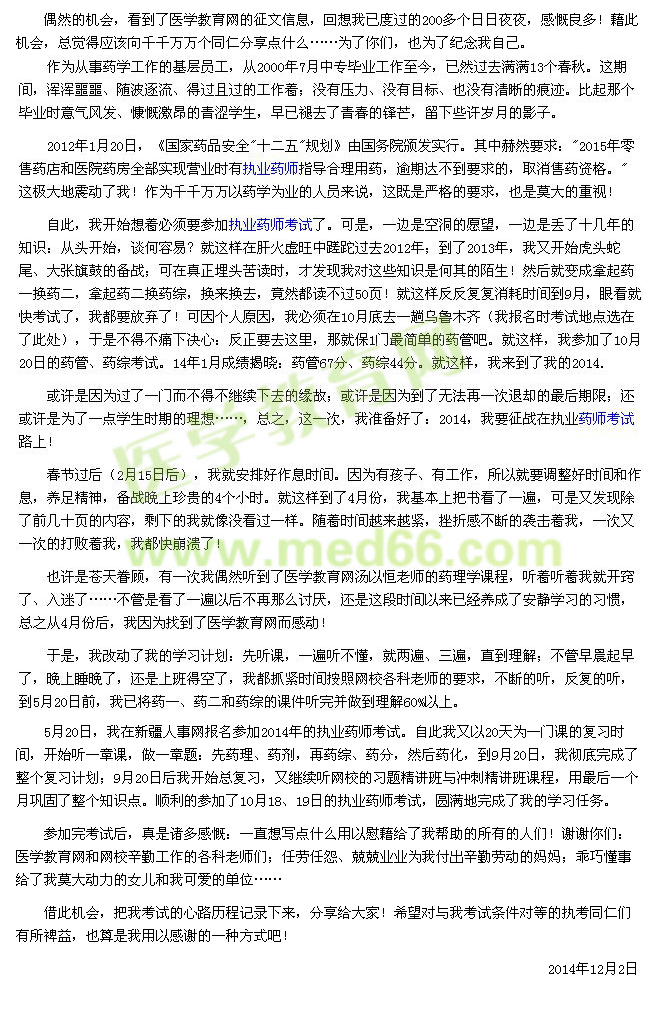 偶然的机会，看到了医学教育网的征文信息，回想我已度过的200多个日日夜夜，感慨良多！藉此
机会，总觉得应该向千千万万个同仁分享点什么……为了你们，也为了纪念我自己。
作为从事药学工作的基层员工，从2000年7月中专毕业工作至今，已然过去满满13个春秋。这期
间，浑浑噩噩、随波逐流、得过且过的工作着；没有压力、没有目标、也没有清晰的痕迹。比起那个
毕业时意气风发、慷慨激昂的青涩学生，早已褪去了青春的锋芒，留下些许岁月的影子。
2012年1月20日，《国家药品安全"十二五"规划》由国务院颁发实行。其中赫然要求："2015年零
售药店和医院药房全部实现营业时有执业药师指导合理用药，逾期达不到要求的，取消售药资格。"
这极大地震动了我！作为千千万万以药学为业的人员来说，这既是严格的要求，也是莫大的重视！
自此，我开始想着必须要参加执业药师考试了。可是，一边是空洞的愿望，一边是丢了十几年的
知识：从头开始，谈何容易？就这样在肝火虚旺中蹉跎过去2012年；到了2013年，我又开始虎头蛇
尾、大张旗鼓的备战；可在真正埋头苦读时，才发现我对这些知识是何其的陌生！然后就变成拿起药
一换药二，拿起药二换药综，换来换去，竟然都读不过50页！就这样反反复复消耗时间到9月，眼看就
快考试了，我都要放弃了！可因个人原因，我必须在10月底去一趟乌鲁木齐（我报名时考试地点选在
了此处），于是不得不痛下决心：反正要去这里，那就保1门最简单的药管吧。就这样，我参加了10月
20日的药管、药综考试。14年1月成绩揭晓：药管67分、药综44分。就这样，我来到了我的2014.
或许是因为过了一门而不得不继续下去的缘故；或许是因为到了无法再一次退却的最后期限；还
或许是为了一点学生时期的理想……，总之，这一次，我准备好了：2014，我要征战在执业药师考试
路上！
春节过后（2月15日后），我就安排好作息时间。因为有孩子、有工作，所以就要调整好时间和作
息，养足精神，备战晚上珍贵的4个小时。就这样到了4月份，我基本上把书看了一遍，可是又发现除
了前几十页的内容，剩下的我就像没看过一样。随着时间越来越紧，挫折感不断的袭击着我，一次又
一次的打败着我，我都快崩溃了！
也许是苍天眷顾，有一次我偶然听到了医学教育网汤以恒老师的药理学课程，听着听着我就开窍
了、入迷了……不管是看了一遍以后不再那么讨厌，还是这段时间以来已经养成了安静学习的习惯，
总之从4月份后，我因为找到了医学教育网而感动！
于是，我改动了我的学习计划：先听课，一遍听不懂，就两遍、三遍，直到理解；不管早晨起早
了，晚上睡晚了，还是上班得空了，我都抓紧时间按照网校各科老师的要求，不断的听，反复的听，
到5月20日前，我已将药一、药二和药综的课件听完并做到理解60%以上。
5月20日，我在新疆人事网报名参加2014年的执业药师考试。自此我又以20天为一门课的复习时
间，开始听一章课，做一章题：先药理、药剂，再药综、药分，然后药化，到9月20日，我彻底完成了
整个复习计划；9月20日后我开始总复习，又继续听网校的习题精讲班与冲刺精讲班课程，用最后一个
月巩固了整个知识点。顺利的参加了10月18、19日的执业药师考试，圆满地完成了我的学习任务。
参加完考试后，真是诸多感慨：一直想写点什么用以慰藉给了我帮助的所有的人们！谢谢你们：
医学教育网和网校辛勤工作的各科老师们；任劳任怨、兢兢业业为我付出辛勤劳动的妈妈；乖巧懂事
给了我莫大动力的女儿和我可爱的单位……
借此机会，把我考试的心路历程记录下来，分享给大家！希望对与我考试条件对等的执考同仁们
有所裨益，也算是我用以感谢的一种方式吧！
2014年12月2日
医学教育网
www.med66.com